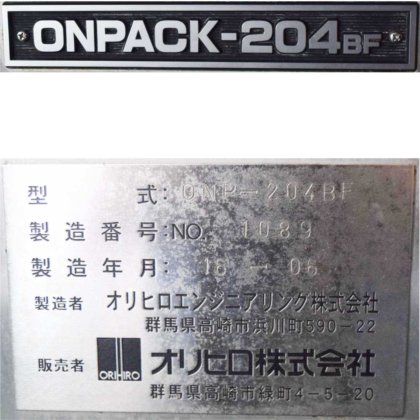 ONPACK-204BF
型式:ONP-204BF
製造番号:NO. 1089
製造年月:16-06
製造者 オリヒロエンジニアリング株式会社
群馬県高崎市浜川町590-22
販売者 ORIHIRO オリヒロ株式会社
群馬県高崎市緑町4-5-20